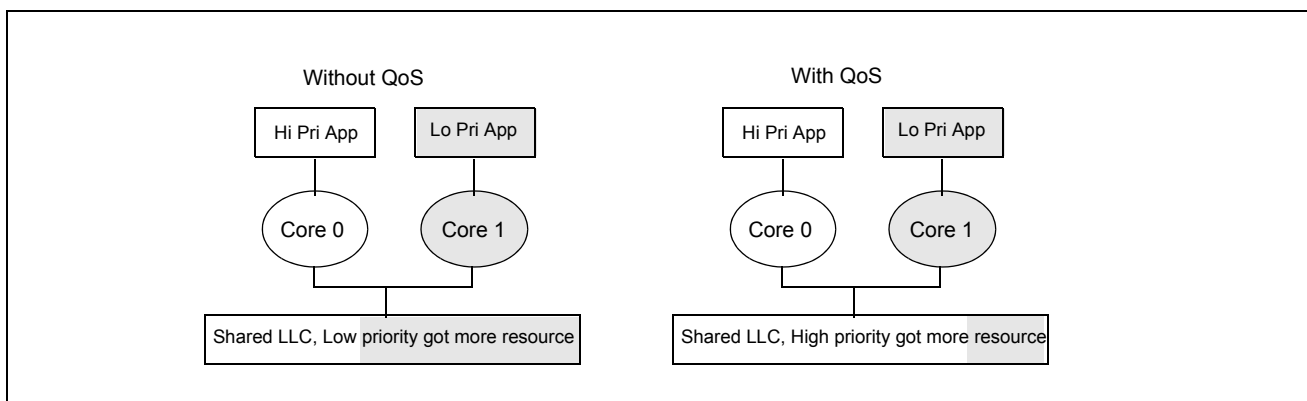 Without QoS
Hi Pri App
Lo Pri App
Core 0
Core 1
Shared LLC, Low priority got more resource
With QoS
Hi Pri App
Lo Pri App
Core 0
Core 1
Shared LLC, High priority got more resource